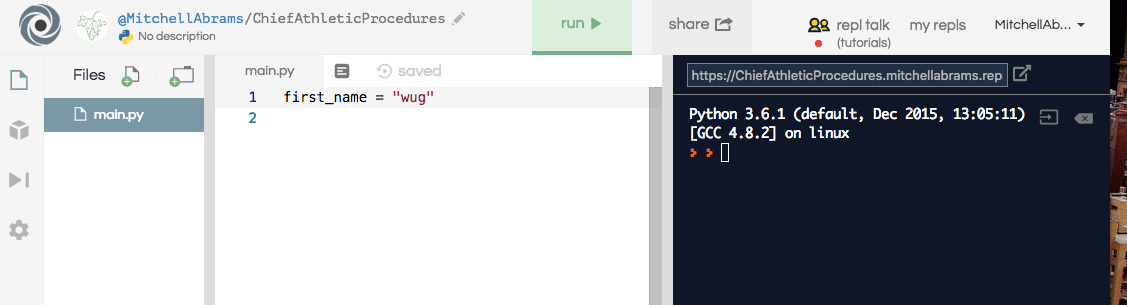 @MitchellAbrams/ChiefAthleticProcedures
No description
run
share
repl talk
(tutorials)
my repls
MitchellAb...
Files
main.py
main.py
saved
1 first_name = "wug"
2
https://ChiefAthleticProcedures.mitchellabrams.rep
Python 3.6.1 (default, Dec 2015, 13:05:11)
[GCC 4.8.2] on linux